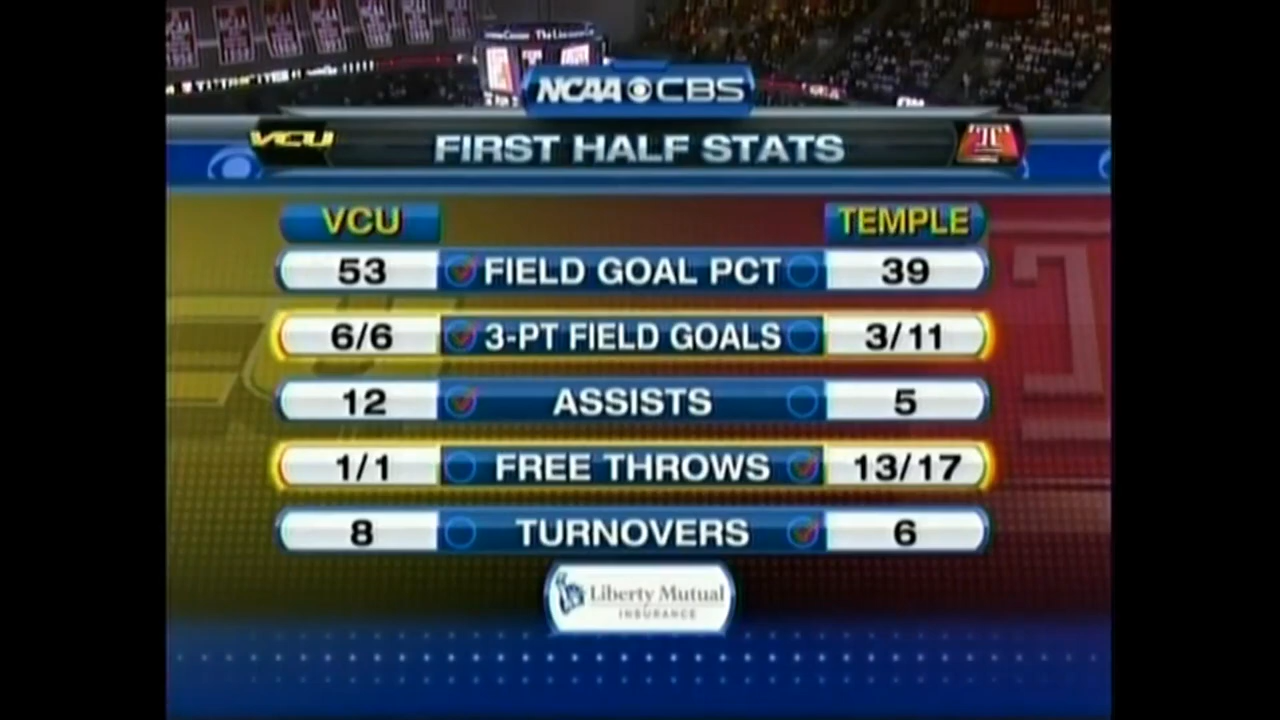 NCAA CBS
VCU FIRST HALF STATS T
VCU TEMPLE
53 FIELD GOAL PCT 39
6/6 3-PT FIELD GOALS 3/11
12 ASSISTS 5
1/1 FREE THROWS 13/17
8 TURNOVERS 6
Liberty Mutual
INSURANCE